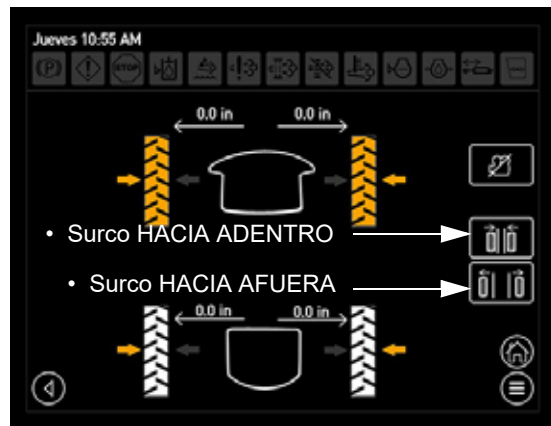 Jueves 10:55 AM
(P) STOP
0.0 in 0.0 in
• Surco HACIA ADENTRO
• Surco HACIA AFUERA
0.0 in 0.0 in